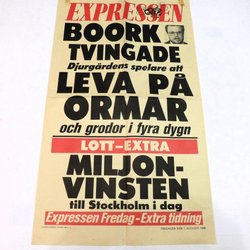 EXPRESSEN
BOORK
TVINGADE
Djurgårdens spelare att
LEVA PÅ
ORMAR
och grodor i fyra dygn
LOTT-EXTRA
MILJON-
VINSTEN
till Stockholm i dag
Expressen Fredag-Extra tidning